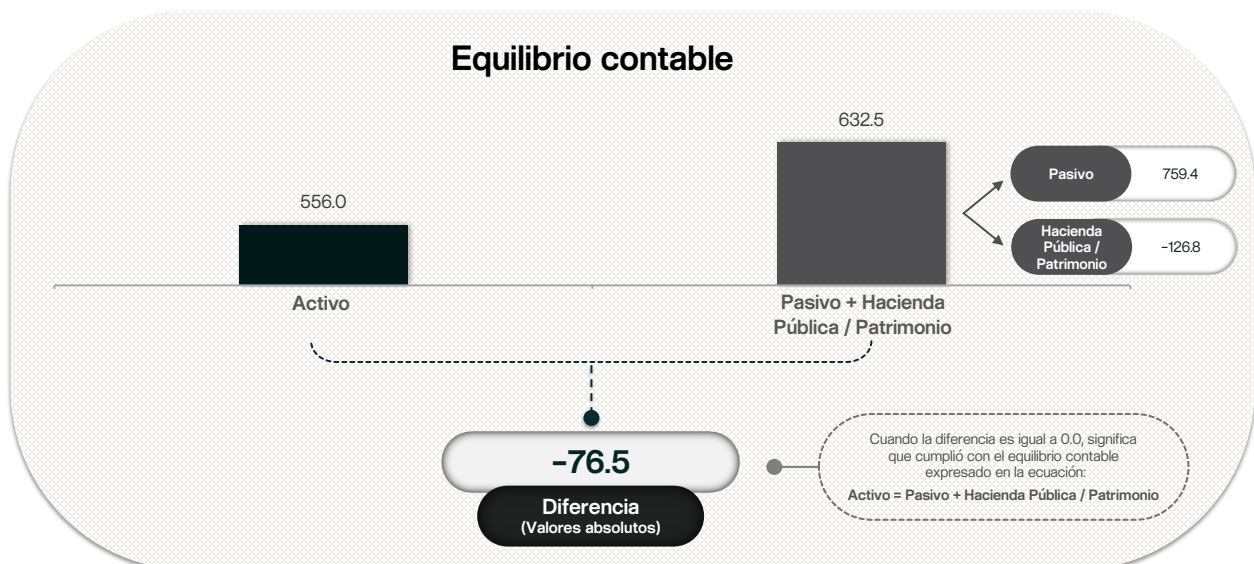 Equilibrio contable
632.5
556.0
Pasivo
759.4
Hacienda
Pública /
Patrimonio
-126.8
Activo
Pasivo + Hacienda
Pública / Patrimonio
-76.5
Diferencia
(Valores absolutos)
Cuando la diferencia es igual a 0.0, significa
que cumplió con el equilibrio contable
expresado en la ecuación:
Activo = Pasivo + Hacienda Pública / Patrimonio